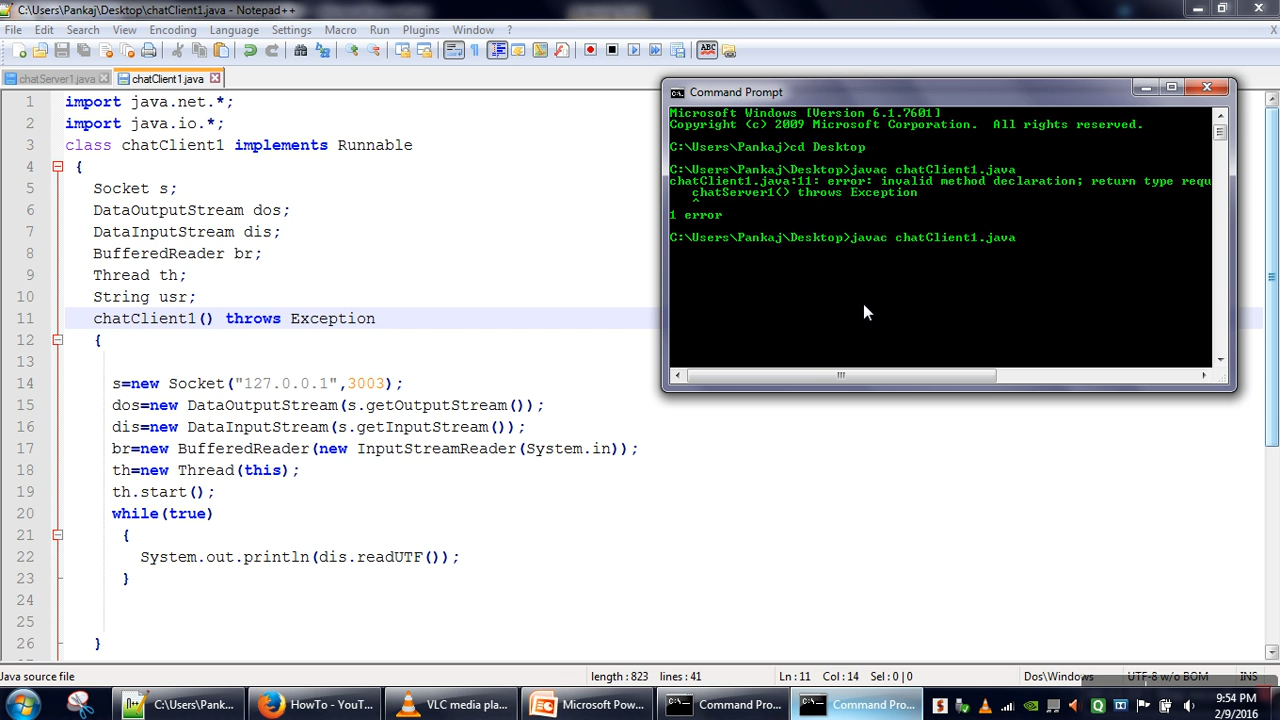 C:\Users\Pankaj\Desktop\chatClient1.java - Notepad++
File Edit Search View Encoding Language Settings Macro Run Plugins Window ? X
ABC
chatServer1.java chatClient1.java
1 import java.net.*;
2 import java.io.*;
3 class chatClient1 implements Runnable
4 {
5 Socket s;
6 DataOutputStream dos;
7 DataInputStream dis;
8 BufferedReader br;
9 Thread th;
10 String usr;
11 chatClient1() throws Exception
12 {
13
14 s=new Socket("127.0.0.1",3003);
15 dos=new DataOutputStream(s.getOutputStream());
16 dis=new DataInputStream(s.getInputStream());
17 br=new BufferedReader(new InputStreamReader(System.in));
18 th=new Thread(this);
19 th.start();
20 while(true)
21 {
22 System.out.println(dis.readUTF());
23 }
24
25
26 }
Command Prompt
Microsoft Windows [Version 6.1.7601]
Copyright (c) 2009 Microsoft Corporation. All rights reserved.
C:\Users\Pankaj>cd Desktop
C:\Users\Pankaj\Desktop>javac chatClient1.java
chatClient1.java:11: error: invalid method declaration; return type requ
chatServer1() throws Exception
^
1 error
C:\Users\Pankaj\Desktop>javac chatClient1.java
Java source file length : 823 lines : 41 Ln : 11 Col : 14 Sel : 0 | 0 Dos\Windows UTF-8 w/o BOM INS
C:\Users\Pank... HowTo - YouT... VLC media pla... Microsoft Pow... Command Pro... Command Pro... 9:54 PM
2/9/2016